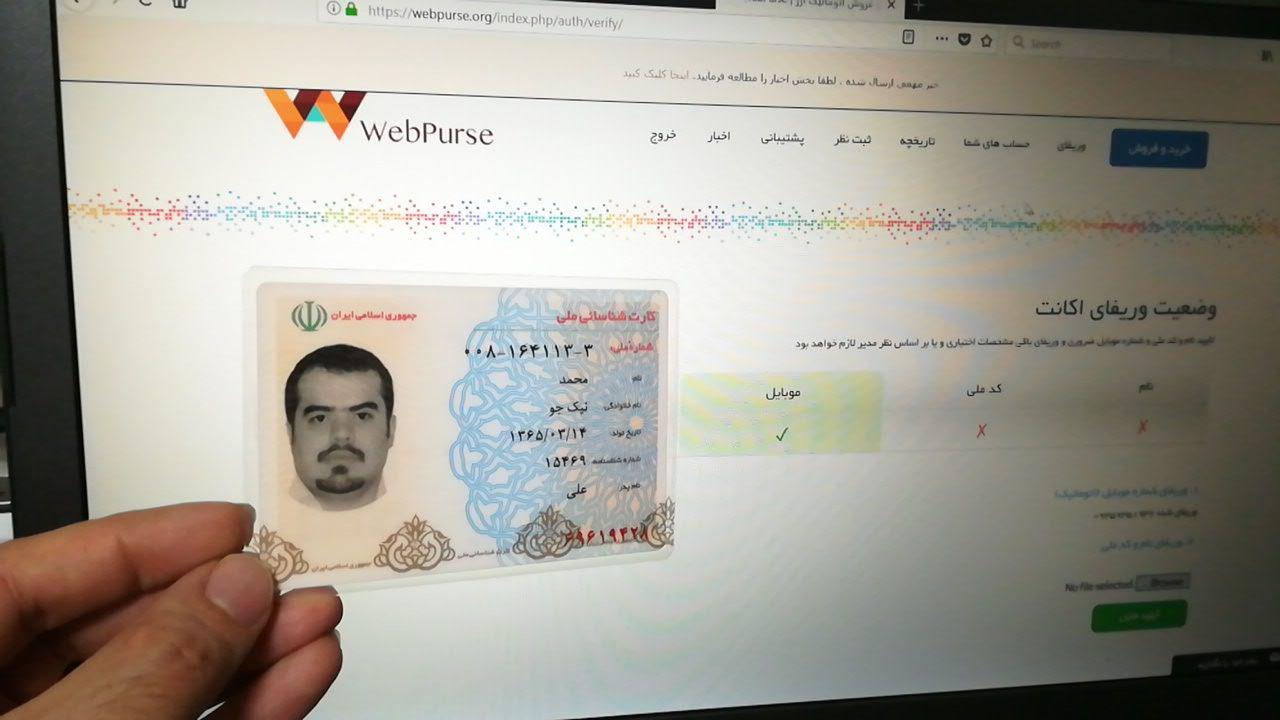 https://webpurse.org/index.php/auth/verify/
Search
خبر مهمی ارسال شده ، لطفا بخش اخبار را مطالعه فرمایید. اینجا کلیک کنید
WebPurse
خرید و فروش وریفای حساب های شما تاریخچه ثبت نظر پشتیبانی اخبار خروج
وضعیت وریفای اکانت
تایید نام و کد ملی و شماره موبایل ضروری و وریفای باقی مشخصات اختیاری و یا بر اساس نظر مدیر لازم خواهد بود
نام کد ملی موبایل
✗ ✗ ✓
۱. وریفای شماره موبایل (اتوماتیک)
وریفای شده
۲. وریفای نام و کد ملی
No file selected. Browse
جمهوری اسلامی ایران
کارت شناسائی ملی
شماره ملی: ۰۰۸-۱۶۴۱۱۳-۳
نام: محمد
نام خانوادگی: نیک جو
تاریخ تولد: ۱۳۶۵/۰۳/۱۴
شماره شناسنامه: ۱۵۴۶۹
نام پدر: علی
جمهوری اسلامی ایران
کارت شناسائی ملی